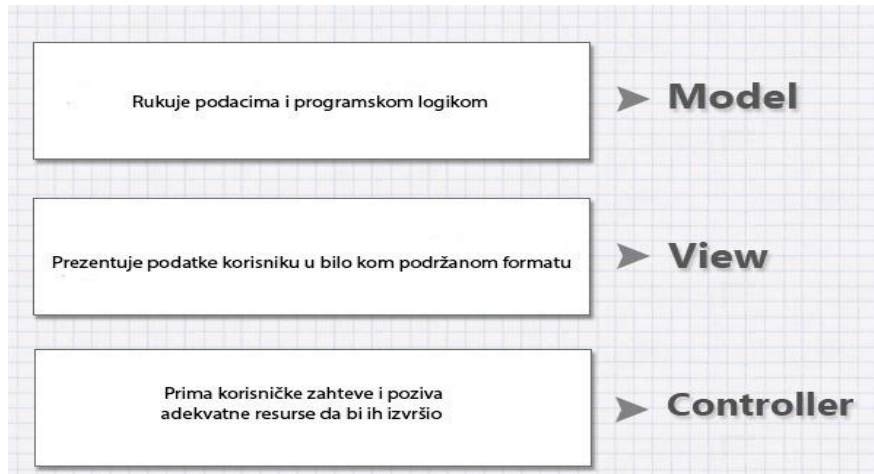 Rukuje podacima i programskom logikom
Model
Prezentuje podatke korisniku u bilo kom podržanom formatu
View
Prima korisničke zahteve i poziva
adekvatne resurse da bi ih izvršio
Controller